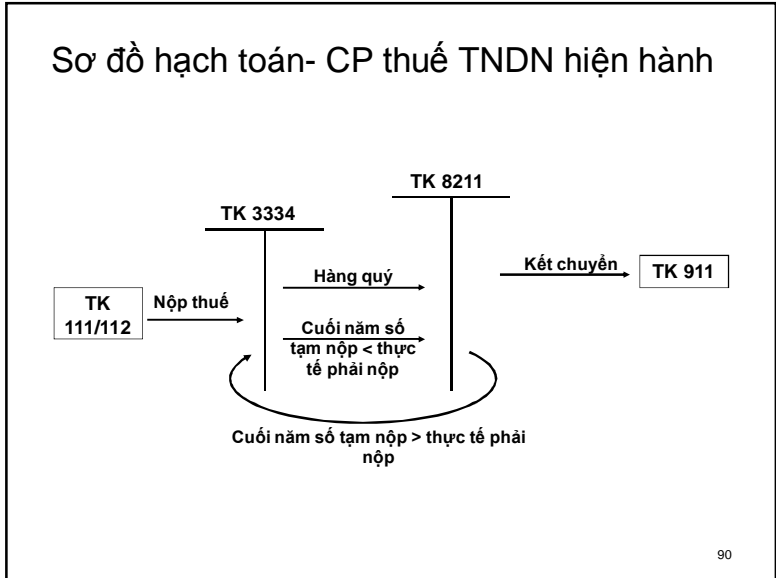 Sơ đồ hạch toán- CP thuế TNDN hiện hành
TK 8211
TK 3334
Kết chuyển
TK 911
Hàng quý
TK
111/112
Nộp thuế
Cuối năm số
tạm nộp < thực
tế phải nộp
Cuối năm số tạm nộp > thực tế phải
nộp
90